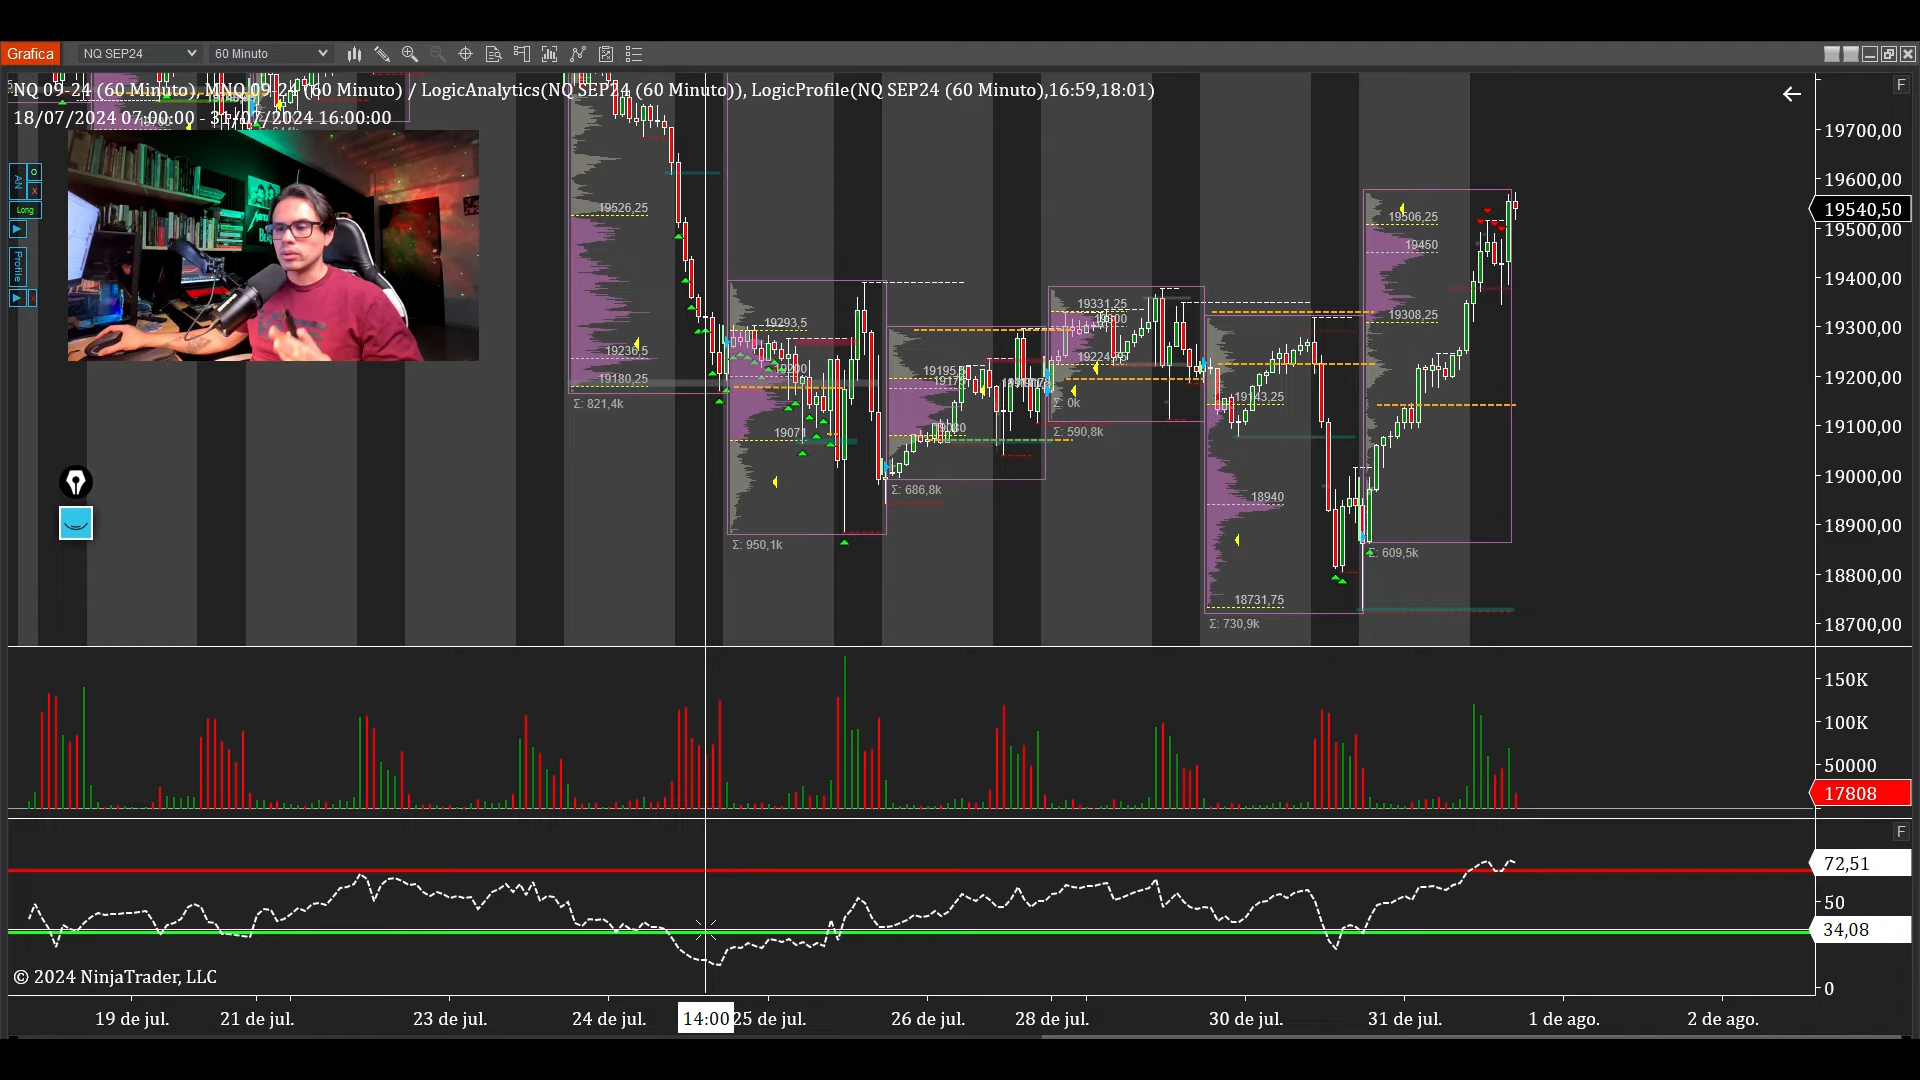 Grafica
NQ SEP24
60 Minuto
NQ 09-24 (60 Minuto), MNQ 09-24 (60 Minuto) / LogicAnalytics(NQ SEP24 (60 Minuto)), LogicProfile(NQ SEP24 (60 Minuto),16:59,18:01)
18/07/2024 07:00:00 - 31/07/2024 16:00:00
F
AN
O
X
Long
Profile
19526,25
19236,5
19180,25
Σ: 821,4k
19293,5
19200
19071
Σ: 950,1k
19080
Σ: 686,8k
19331,25
Σ: 0k
Σ: 590,8k
19143,25
18940
18731,75
Σ: 730,9k
19506,25
19450
19308,25
Σ: 609,5k
19700,00
19600,00
19540,50
19500,00
19400,00
19300,00
19200,00
19100,00
19000,00
18900,00
18800,00
18700,00
150K
100K
50000
17808
F
72,51
50
34,08
0
© 2024 NinjaTrader, LLC
19 de jul.
21 de jul.
23 de jul.
24 de jul.
14:00
25 de jul.
26 de jul.
28 de jul.
30 de jul.
31 de jul.
1 de ago.
2 de ago.